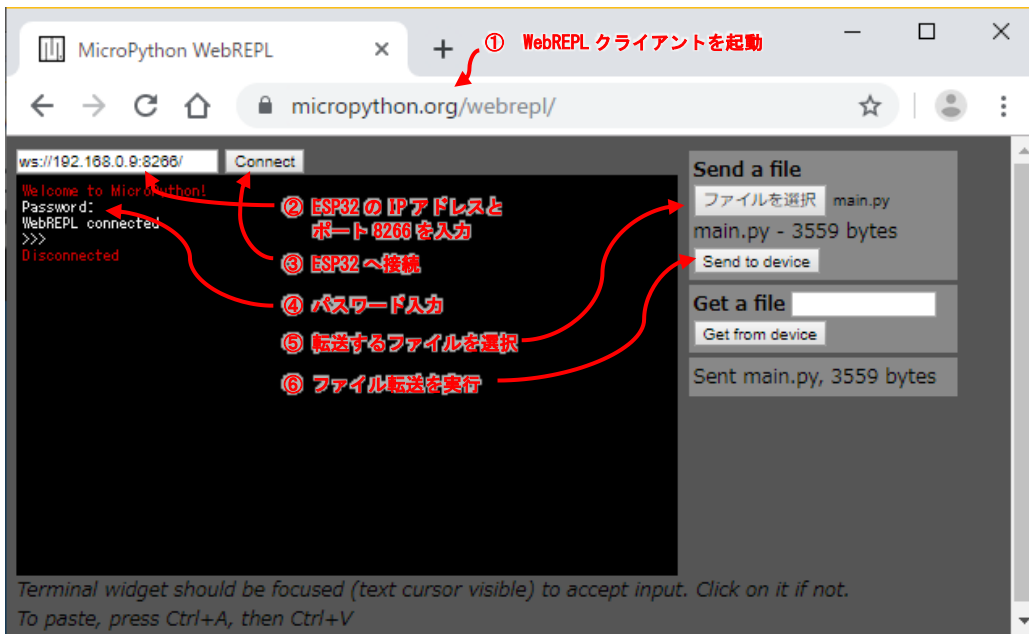 MicroPython WebREPL
① WebREPL クライアントを起動
micropython.org/webrepl/
ws://192.168.0.9:8266/ Connect
Welcome to MicroPython!
Password:
WebREPL connected
>>>
Disconnected
② ESP32 の IP アドレスと
ポート 8266 を入力
③ ESP32 へ接続
④ パスワード入力
⑤ 転送するファイルを選択
⑥ ファイル転送を実行
Send a file
ファイルを選択 main.py
main.py - 3559 bytes
Send to device
Get a file
Get from device
Sent main.py, 3559 bytes
Terminal widget should be focused (text cursor visible) to accept input. Click on it if not.
To paste, press Ctrl+A, then Ctrl+V